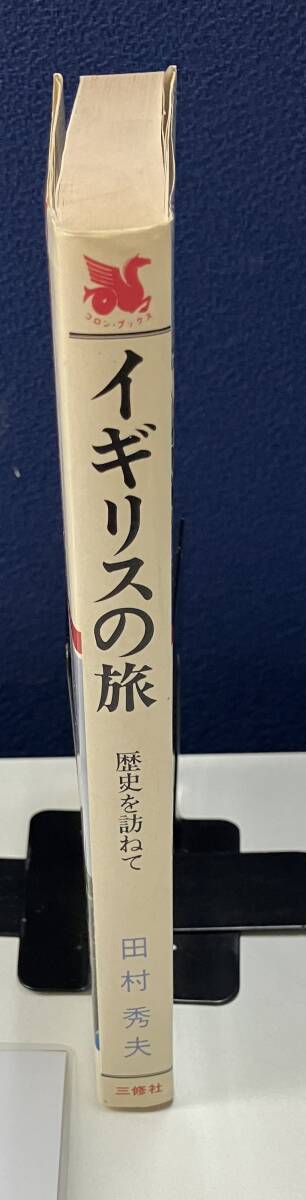 コロン・ブックス
イギリスの旅
歴史を訪ねて
田村秀夫
三修社